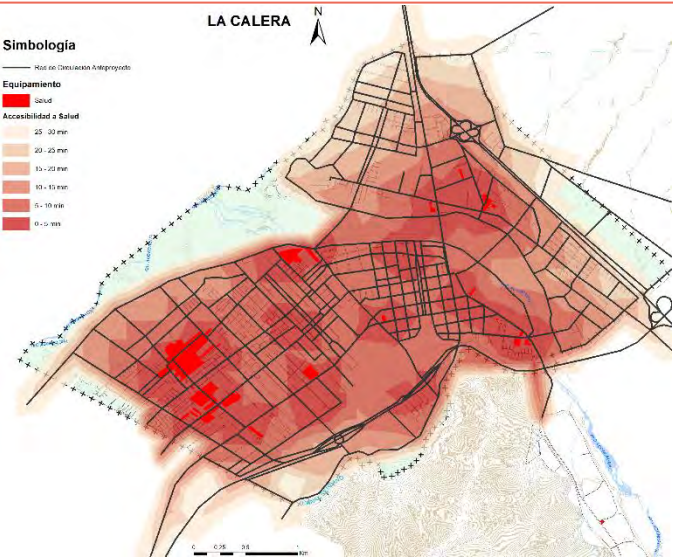 LA CALERA
N
Simbología
Red de Circulación Anteproyecto
Equipamiento
Salud
Accesibilidad a Salud
25 - 30 min
20 - 25 min
15 - 20 min
10 - 15 min
5 - 10 min
0 - 5 min
0 0.25 0.5 1
Km